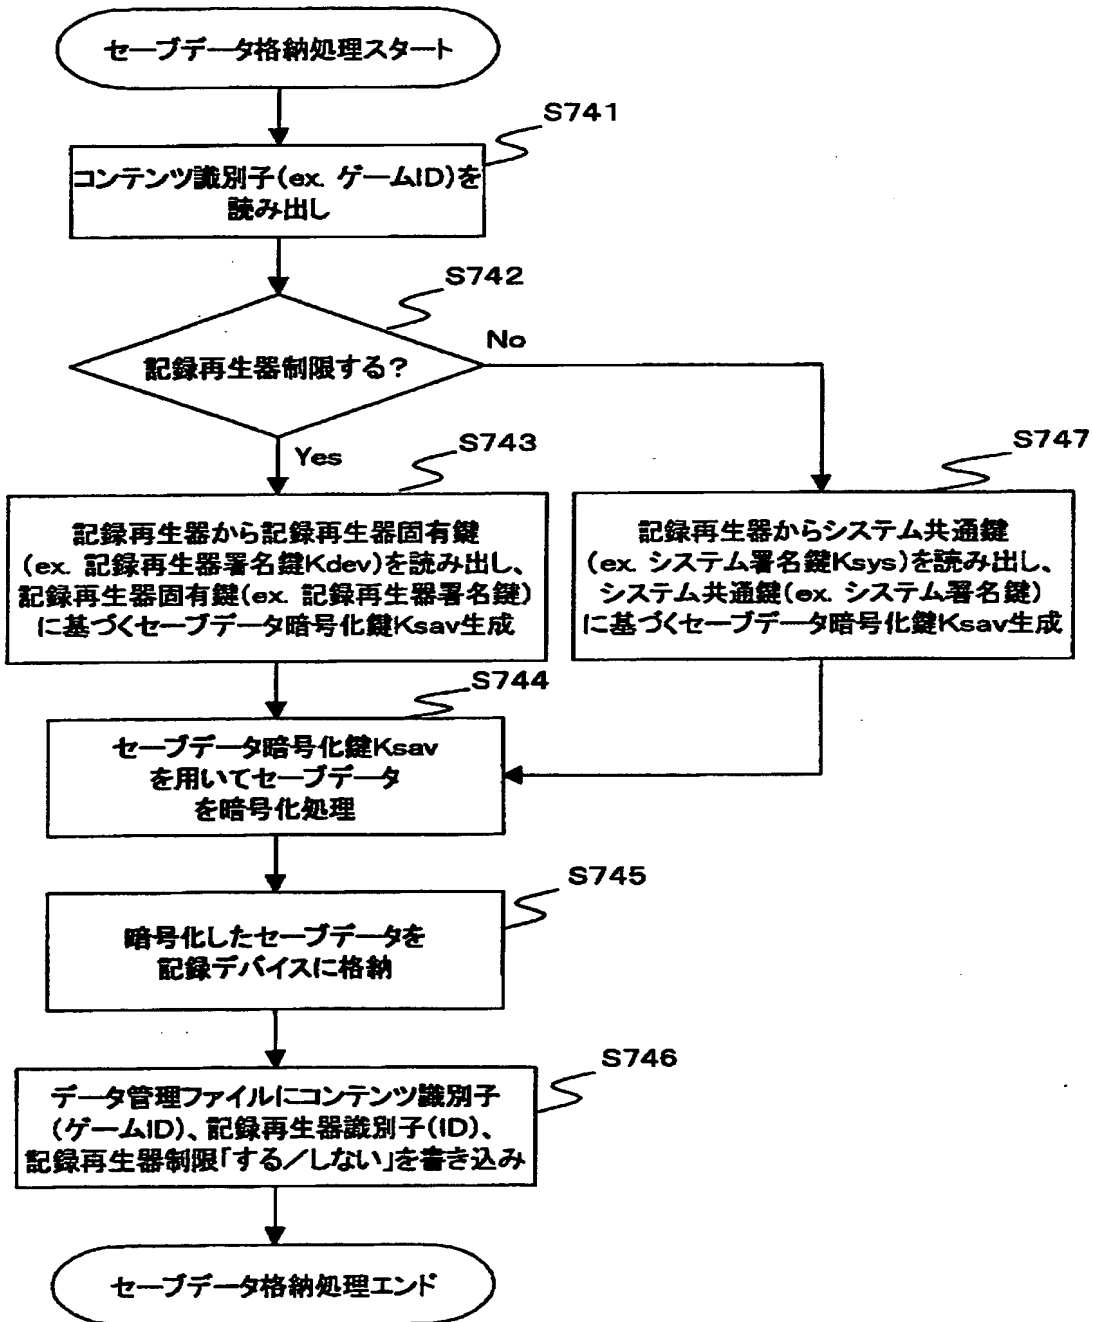 セーブデータ格納処理スタート
S741
コンテンツ識別子(ex. ゲームID)を
読み出し
S742
記録再生器制限する?
No
Yes
S743
記録再生器から記録再生器固有鍵
(ex. 記録再生器署名鍵Kdev)を読み出し、
記録再生器固有鍵(ex. 記録再生器署名鍵)
に基づくセーブデータ暗号化鍵Ksav生成
S747
記録再生器からシステム共通鍵
(ex. システム署名鍵Ksys)を読み出し、
システム共通鍵(ex. システム署名鍵)
に基づくセーブデータ暗号化鍵Ksav生成
S744
セーブデータ暗号化鍵Ksav
を用いてセーブデータ
を暗号化処理
S745
暗号化したセーブデータを
記録デバイスに格納
S746
データ管理ファイルにコンテンツ識別子
(ゲームID)、記録再生器識別子(ID)、
記録再生器制限「する/しない」を書き込み
セーブデータ格納処理エンド